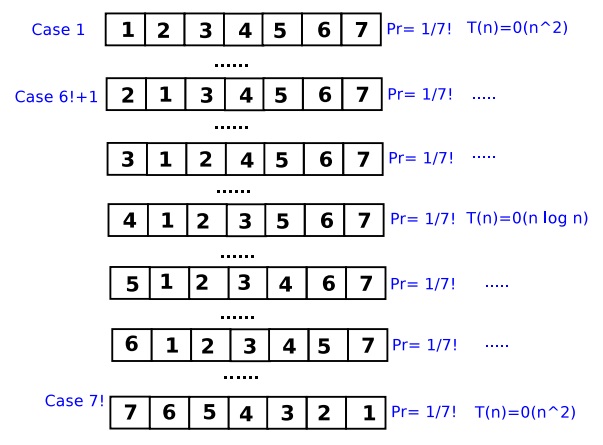 Case 1 1 2 3 4 5 6 7 Pr= 1/7! T(n)=0(n^2)
......
Case 6!+1 2 1 3 4 5 6 7 Pr= 1/7! .....
......
3 1 2 4 5 6 7 Pr= 1/7! .....
......
4 1 2 3 5 6 7 Pr= 1/7! T(n)=0(n log n)
......
5 1 2 3 4 6 7 Pr= 1/7! .....
......
6 1 2 3 4 5 7 Pr= 1/7! .....
......
Case 7! 7 6 5 4 3 2 1 Pr= 1/7! T(n)=0(n^2)